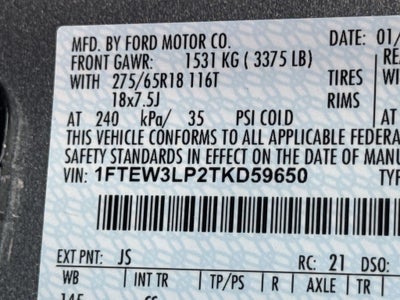 MFD. BY FORD MOTOR CO. DATE: 01/
FRONT GAWR: 1531 KG ( 3375 LB)
WITH 275/65R18 116T TIRES
18x7.5J RIMS
AT 240 kPa/ 35 PSI COLD AT
THIS VEHICLE CONFORMS TO ALL APPLICABLE FEDERA
SAFETY STANDARDS IN EFFECT ON THE DATE OF MANU
VIN: 1FTEW3LP2TKD59650 TYP
EXT PNT: JS RC: 21 DSO:
WB INT TR TP/PS R AXLE TR
145